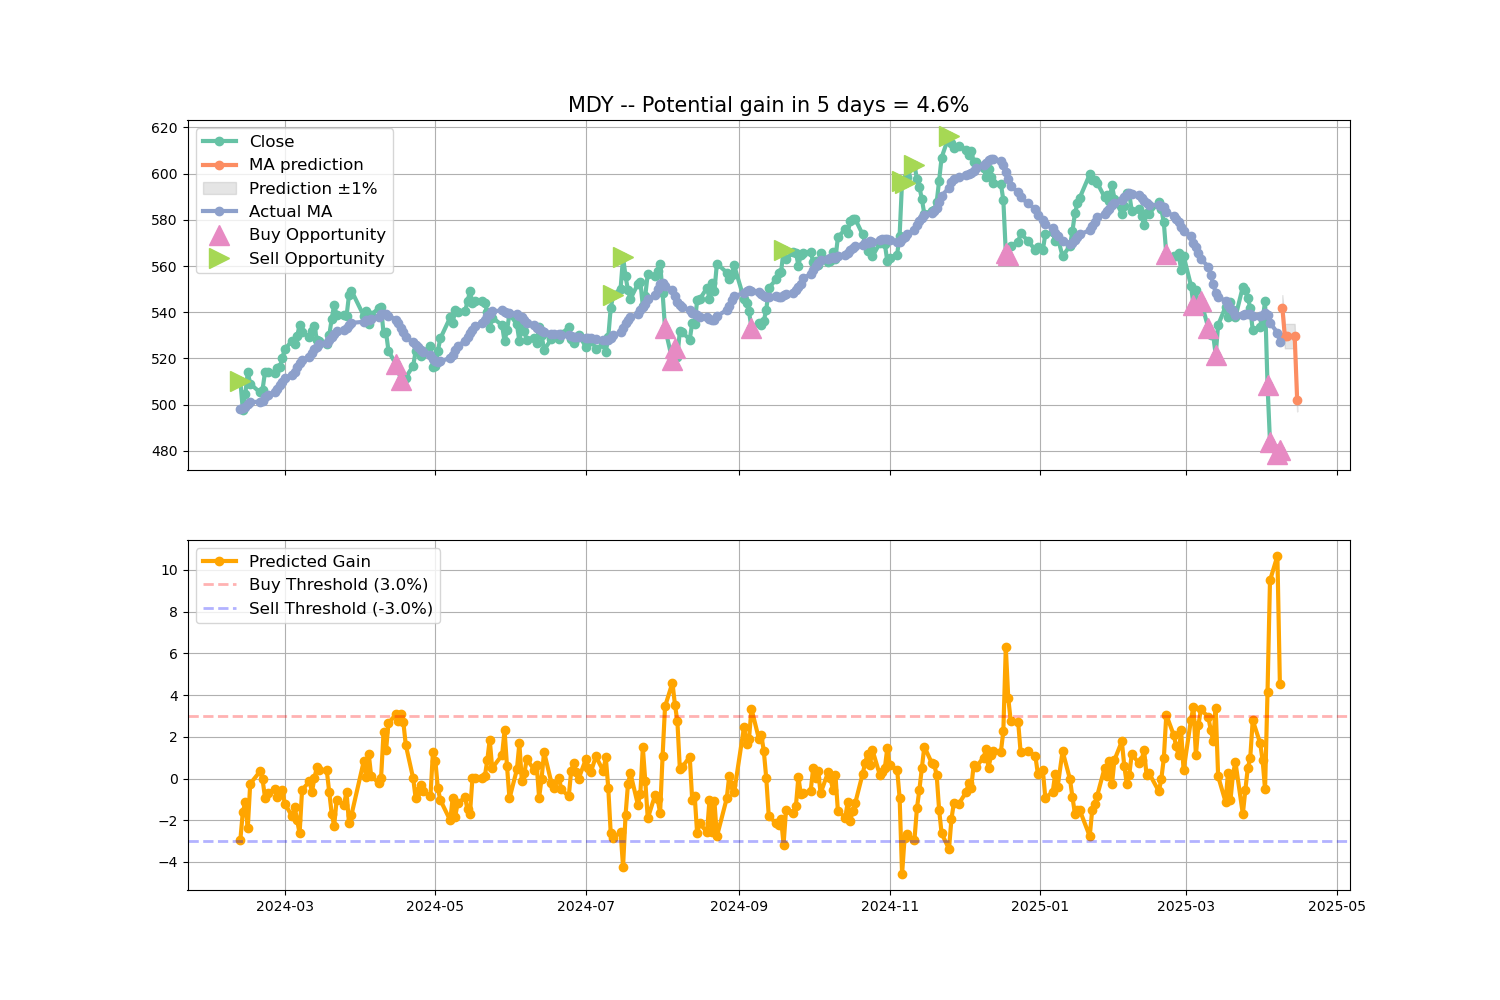 MDY -- Potential gain in 5 days = 4.6%
620
600
580
560
540
520
500
480
Close
MA prediction
Prediction ±1%
Actual MA
Buy Opportunity
Sell Opportunity
10
8
6
4
2
0
−2
−4
Predicted Gain
Buy Threshold (3.0%)
Sell Threshold (-3.0%)
2024-03
2024-05
2024-07
2024-09
2024-11
2025-01
2025-03
2025-05